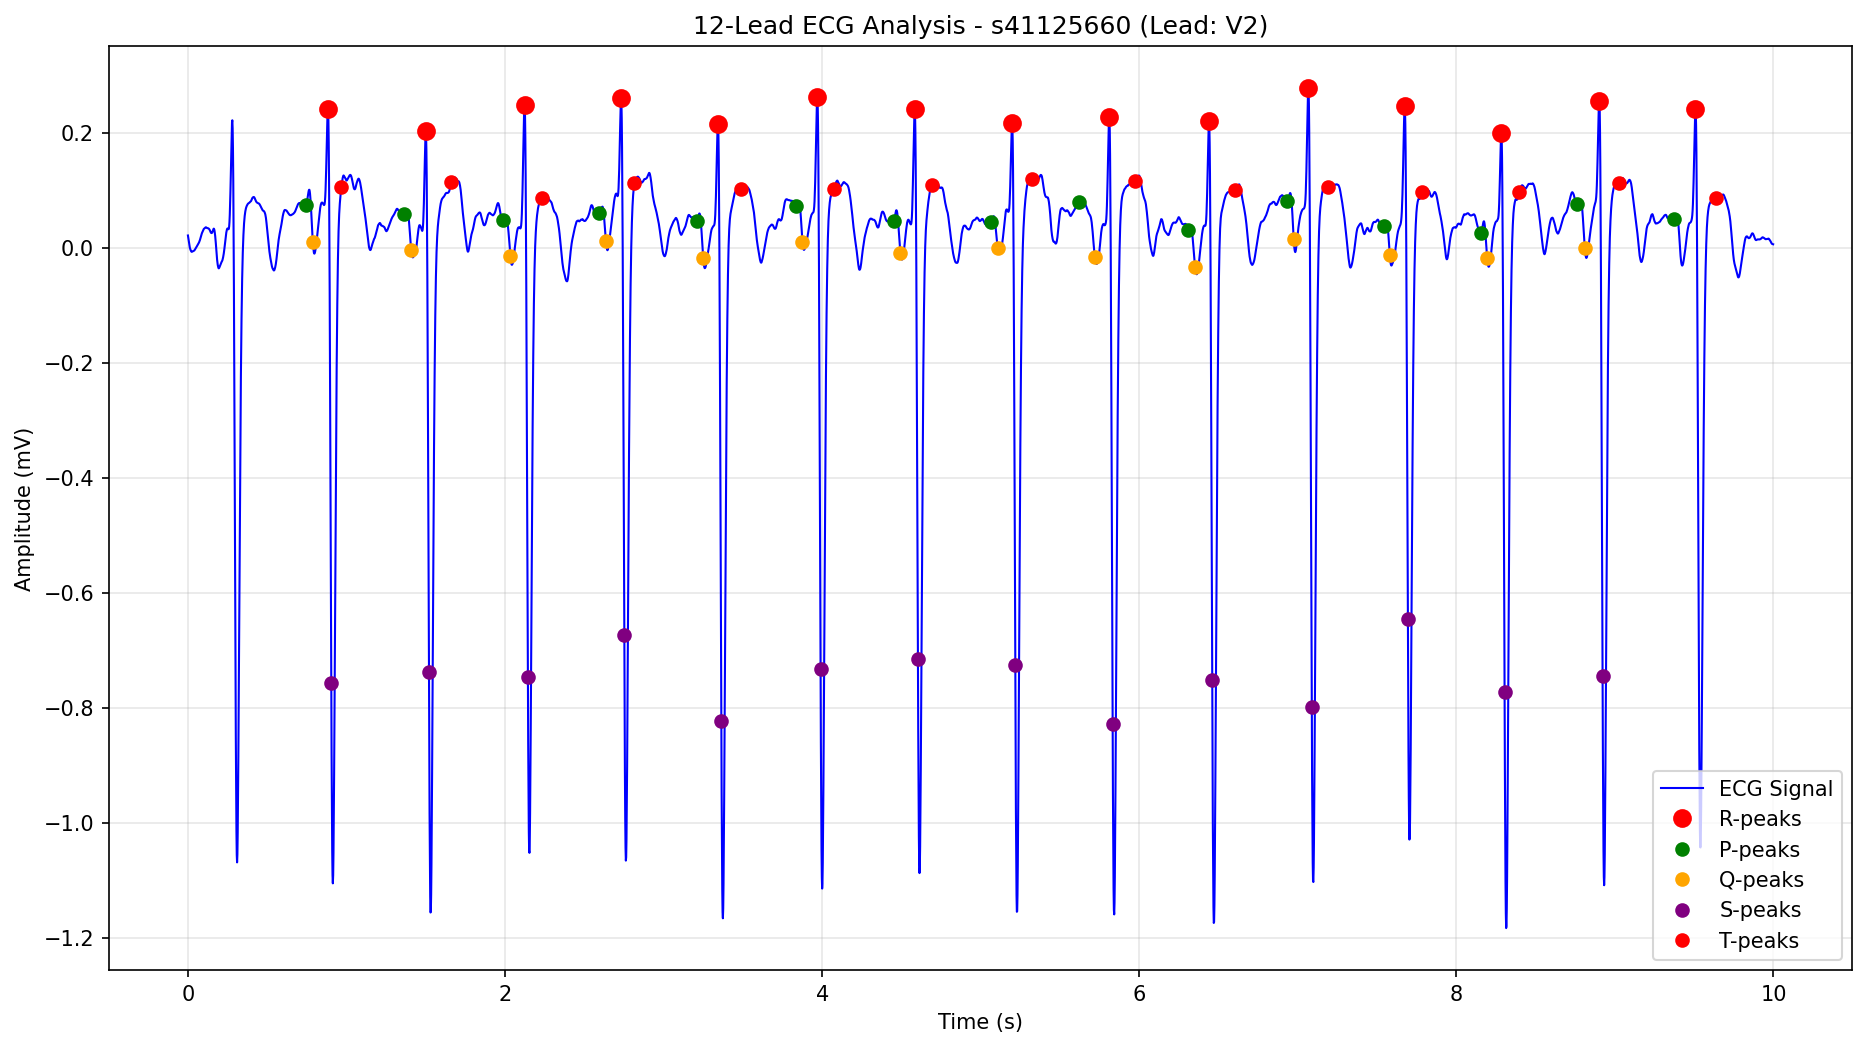 12-Lead ECG Analysis - s41125660 (Lead: V2)
Amplitude (mV)
0.2
0.0
−0.2
−0.4
−0.6
−0.8
−1.0
−1.2
0 2 4 6 8 10
Time (s)
ECG Signal
R-peaks
P-peaks
Q-peaks
S-peaks
T-peaks